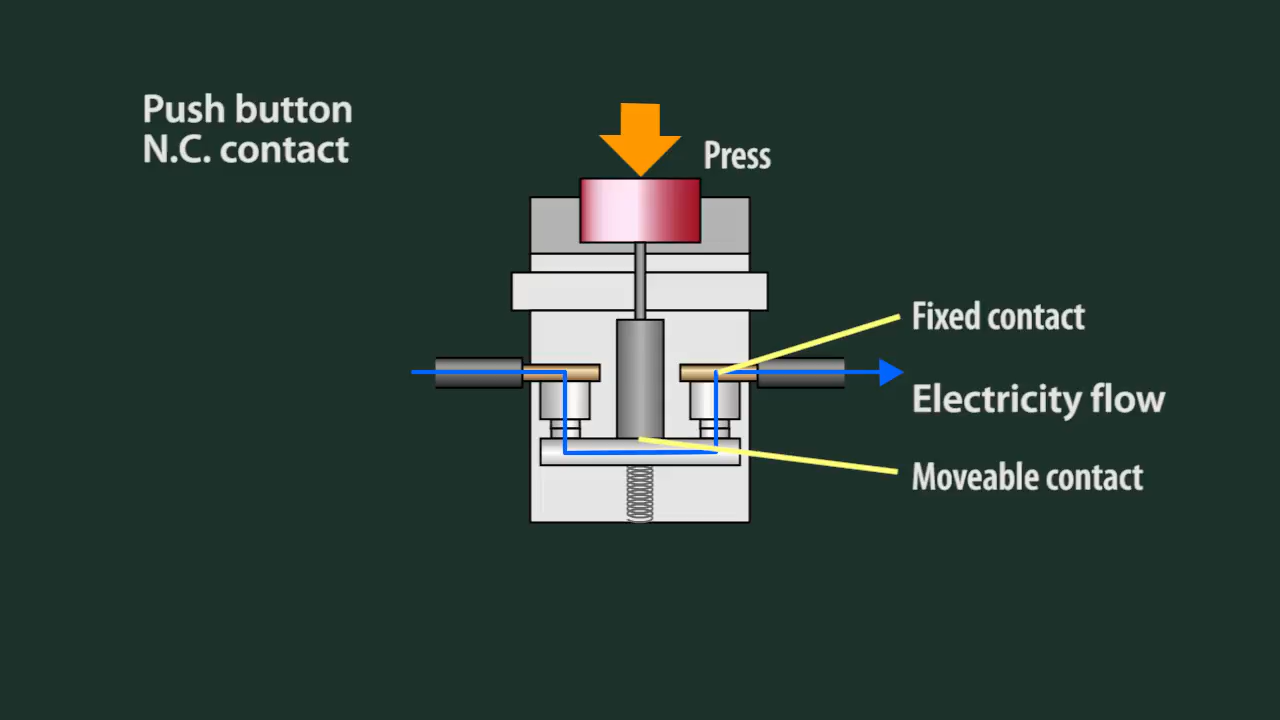 Push button
N.C. contact
Press
Fixed contact
Electricity flow
Moveable contact